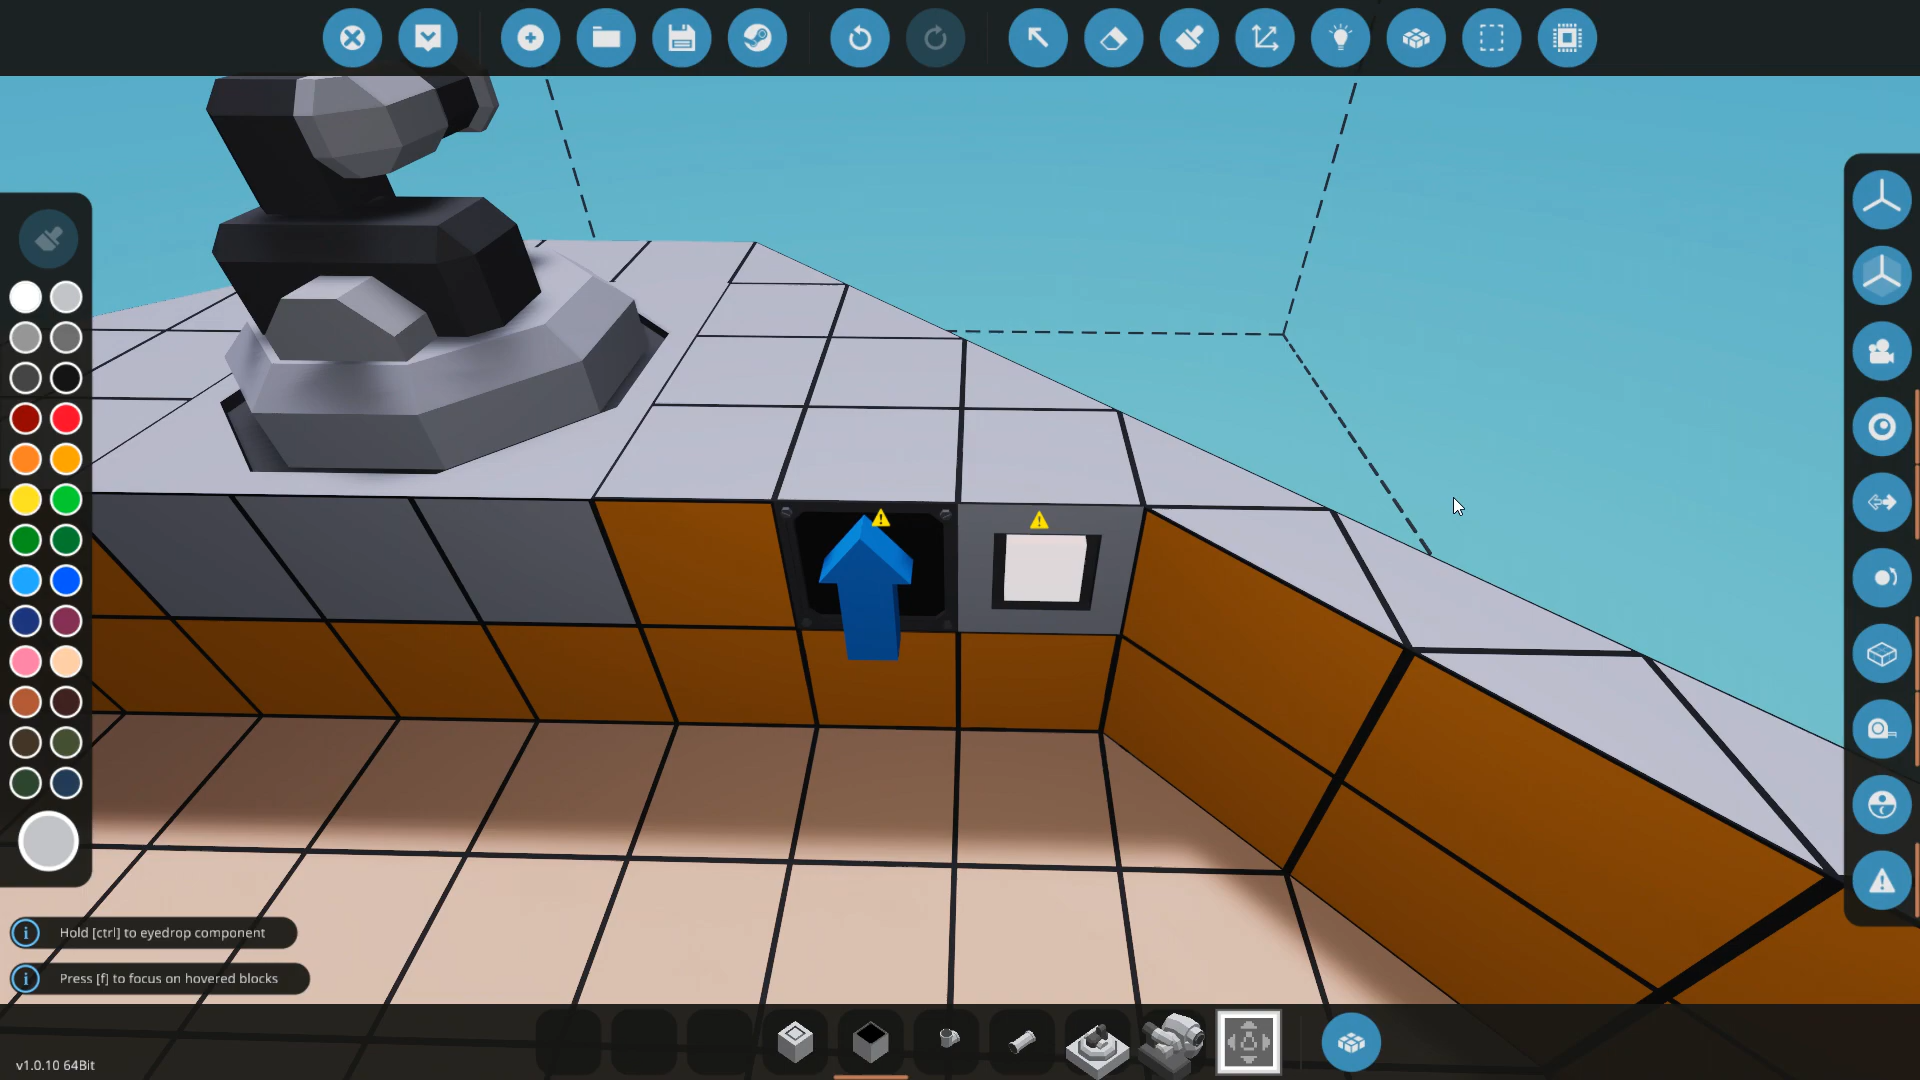 Hold [ctrl] to eyedrop component
Press [f] to focus on hovered blocks
v1.0.10 64Bit